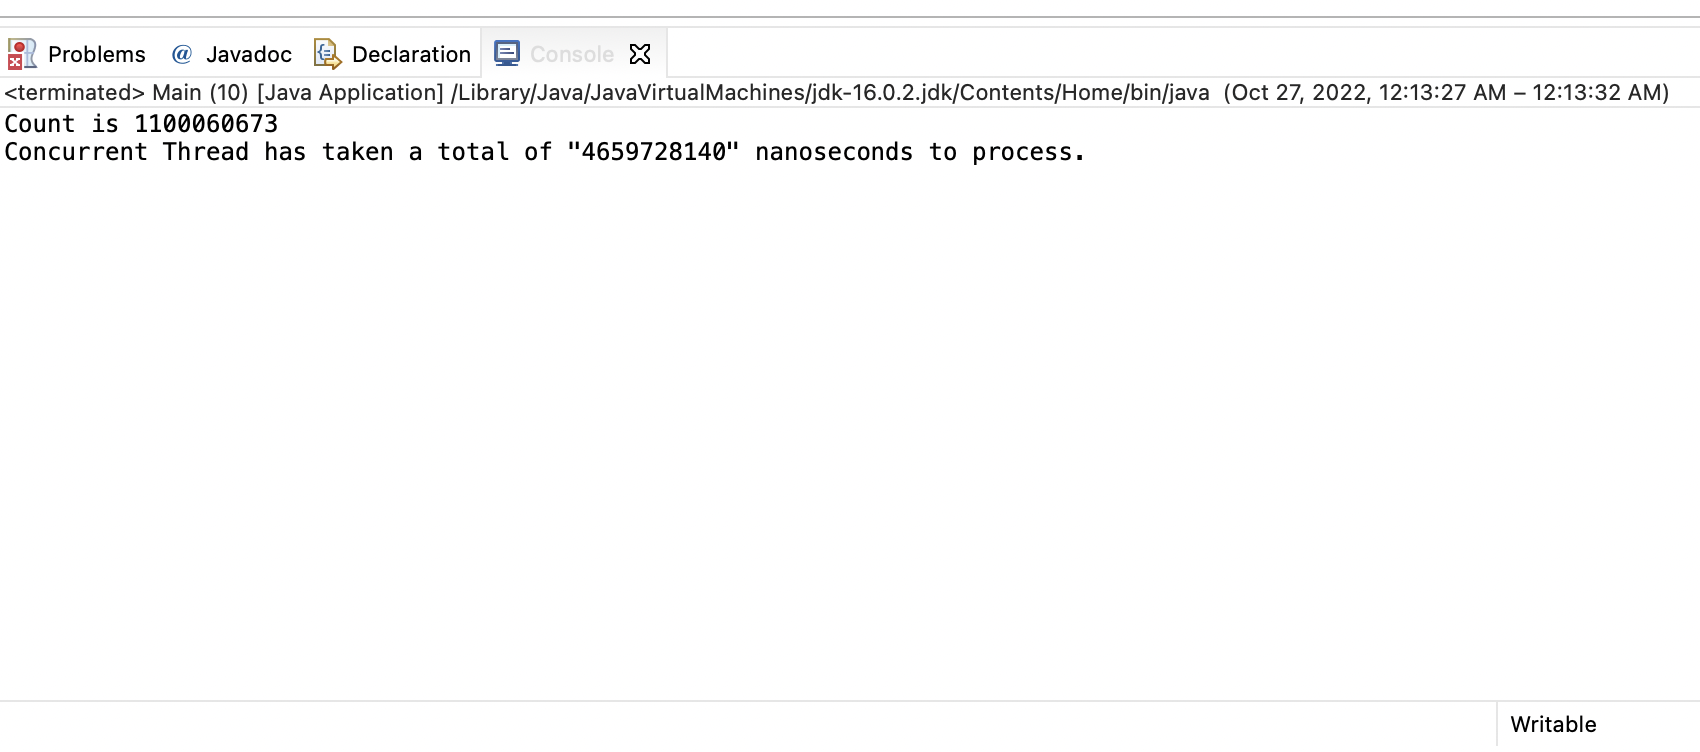 Problems @ Javadoc Declaration Console
<terminated> Main (10) [Java Application] /Library/Java/JavaVirtualMachines/jdk-16.0.2.jdk/Contents/Home/bin/java (Oct 27, 2022, 12:13:27 AM – 12:13:32 AM)
Count is 1100060673
Concurrent Thread has taken a total of "4659728140" nanoseconds to process.
Writable